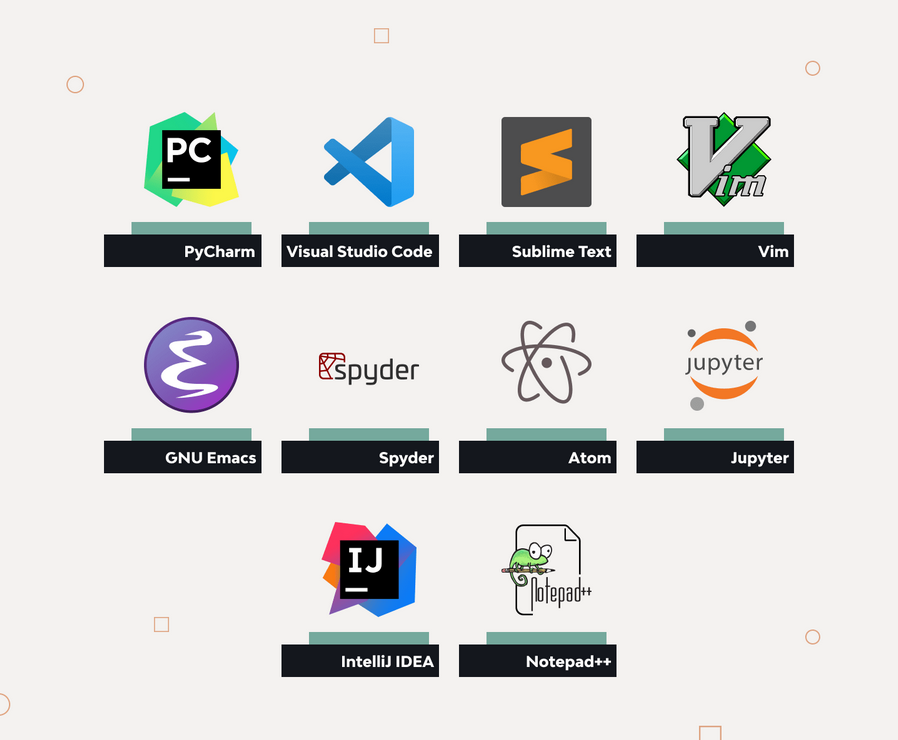 PC
Vim
PyCharm
Visual Studio Code
Sublime Text
Vim
spyder
jupyter
GNU Emacs
Spyder
Atom
Jupyter
IJ
Notepad++
IntelliJ IDEA
Notepad++